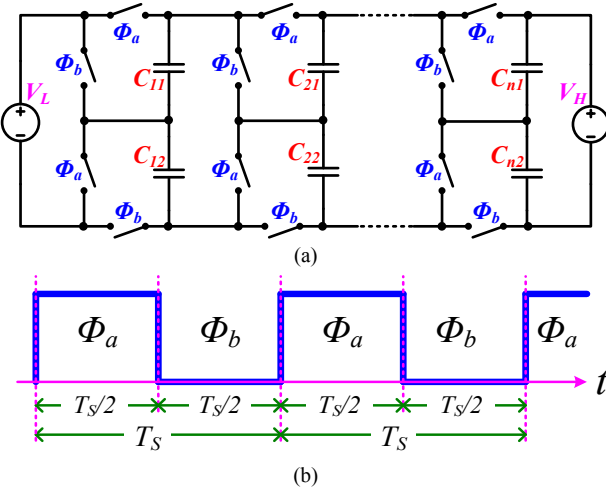 Φa Φa Φa
Φb C11 Φb C21 Φb Cn1
VL + − VH + −
Φa C12 Φa C22 Φa Cn2
Φb Φb Φb
(a)
Φa Φb Φa Φb Φa
t
TS/2 TS/2 TS/2 TS/2
TS TS
(b)